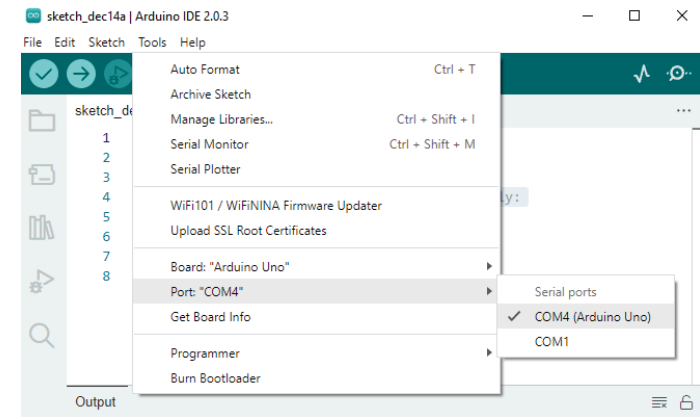 sketch_dec14a | Arduino IDE 2.0.3
File Edit Sketch Tools Help
sketch_de
1
2
3
4
5
6
7
8
Auto Format Ctrl + T
Archive Sketch
Manage Libraries... Ctrl + Shift + I
Serial Monitor Ctrl + Shift + M
Serial Plotter
WiFi101 / WiFiNINA Firmware Updater
Upload SSL Root Certificates
Board: "Arduino Uno"
Port: "COM4"
Get Board Info
Programmer
Burn Bootloader
ly:
Serial ports
COM4 (Arduino Uno)
COM1
Output